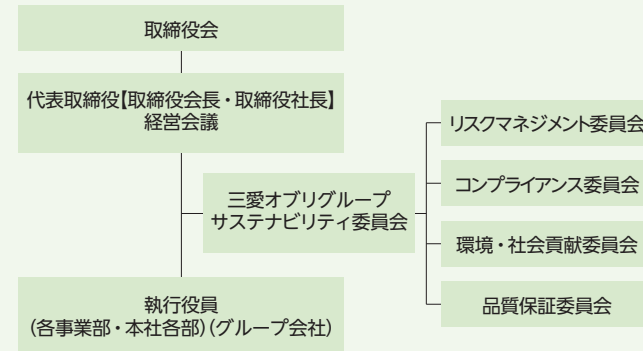 取締役会
代表取締役【取締役会長・取締役社長】
経営会議
三愛オブリグループ
サステナビリティ委員会
リスクマネジメント委員会
コンプライアンス委員会
環境・社会貢献委員会
品質保証委員会
執行役員
(各事業部・本社各部)(グループ会社)